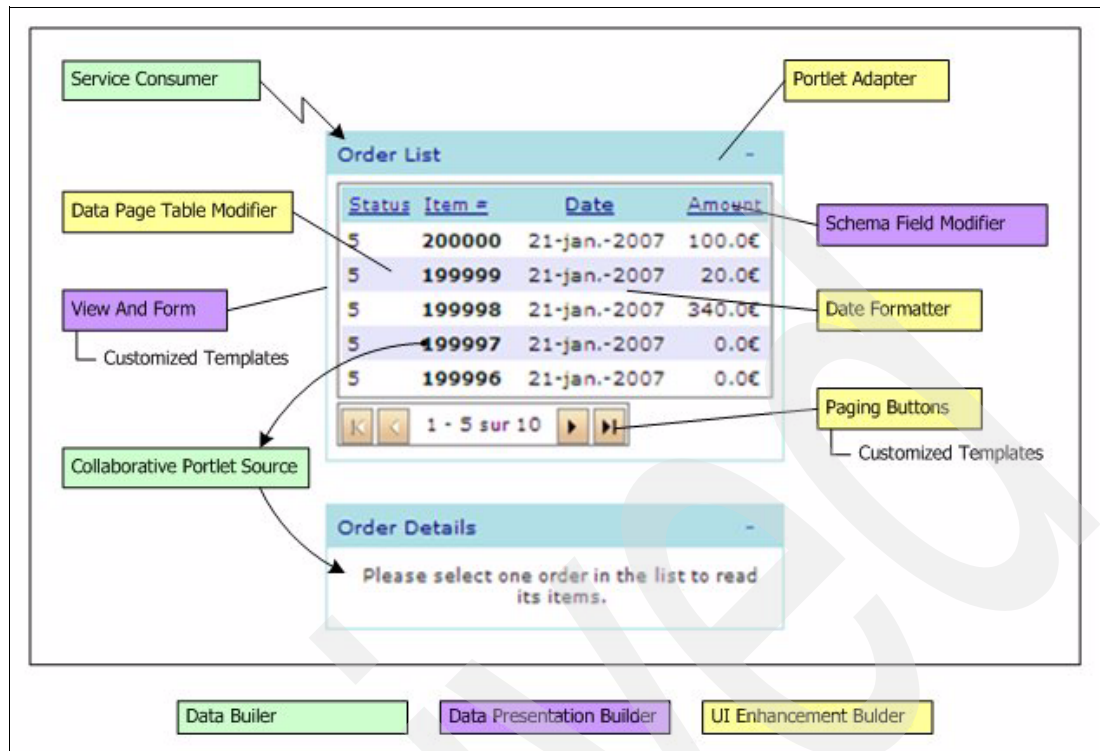 Service Consumer
Portlet Adapter
Order List -
Data Page Table Modifier
Status Item # Date Amount
Schema Field Modifier
5 200000 21-jan.-2007 100.0€
5 199999 21-jan.-2007 20.0€
View And Form
Customized Templates
5 199998 21-jan.-2007 340.0€
Date Formatter
5 199997 21-jan.-2007 0.0€
5 199996 21-jan.-2007 0.0€
Paging Buttons
Customized Templates
1 - 5 sur 10
Collaborative Portlet Source
Order Details -
Please select one order in the list to read
its items.
Data Builer
Data Presentation Builder
UI Enhancement Bulder